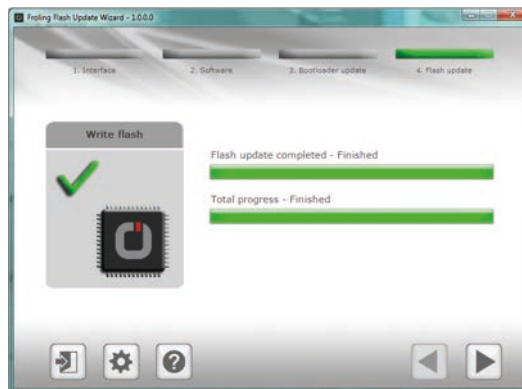 Froling Flash Update Wizard - 1.0.0.0
1. Interface
2. Software
3. Bootloader update
4. Flash update
Write flash
Flash update completed - Finished
Total progress - Finished
?